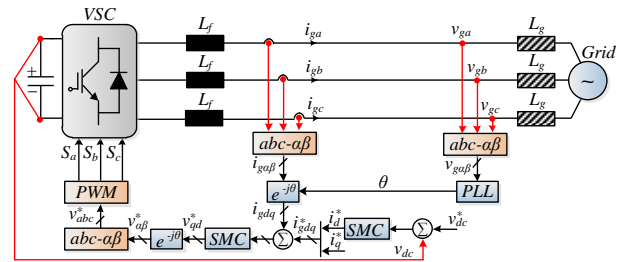 VSC
L_f
i_ga
v_ga
L_g
Grid
L_f
i_gb
v_gb
L_g
~
L_f
i_gc
v_gc
L_g
+
−
S_a
S_b
S_c
abc-αβ
abc-αβ
i_gαβ
v_gαβ
PWM
e^-jθ
θ
PLL
v*_abc
v*_αβ
v*_qd
i_gdq
i*_gdq
i*_d
i*_q
SMC
v*_dc
abc-αβ
e^-jθ
SMC
Σ
Σ
v_dc